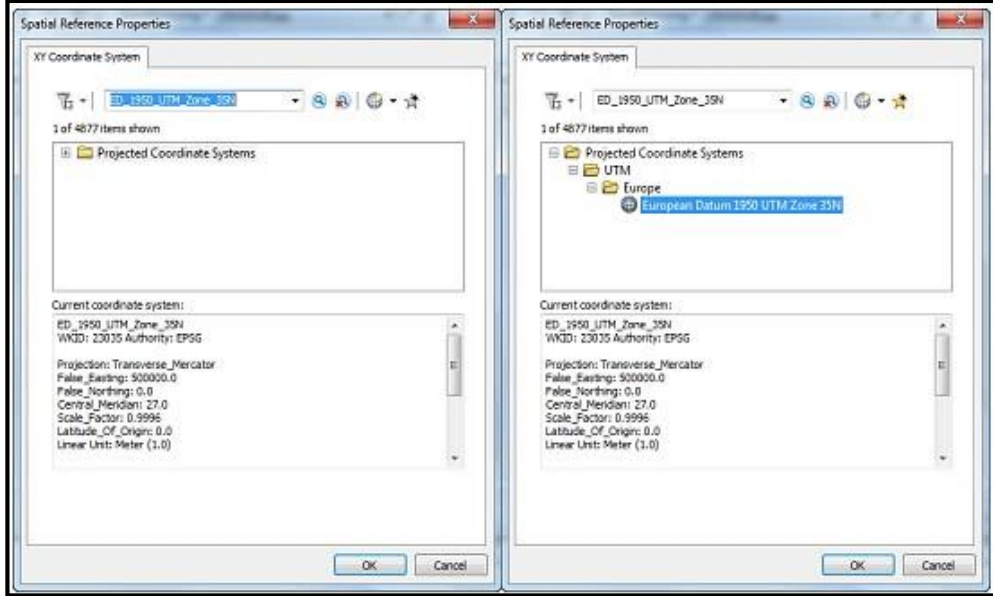 Spatial Reference Properties
XY Coordinate System
ED_1950_UTM_Zone_35N
1 of 4877 items shown
Projected Coordinate Systems
Current coordinate system:
ED_1950_UTM_Zone_35N
WKID: 23035 Authority: EPSG
Projection: Transverse_Mercator
False_Easting: 500000.0
False_Northing: 0.0
Central_Meridian: 27.0
Scale_Factor: 0.9996
Latitude_Of_Origin: 0.0
Linear Unit: Meter (1.0)
OK
Cancel
Spatial Reference Properties
XY Coordinate System
ED_1950_UTM_Zone_35N
1 of 4877 items shown
Projected Coordinate Systems
UTM
Europe
European Datum 1950 UTM Zone 35N
Current coordinate system:
ED_1950_UTM_Zone_35N
WKID: 23035 Authority: EPSG
Projection: Transverse_Mercator
False_Easting: 500000.0
False_Northing: 0.0
Central_Meridian: 27.0
Scale_Factor: 0.9996
Latitude_Of_Origin: 0.0
Linear Unit: Meter (1.0)
OK
Cancel